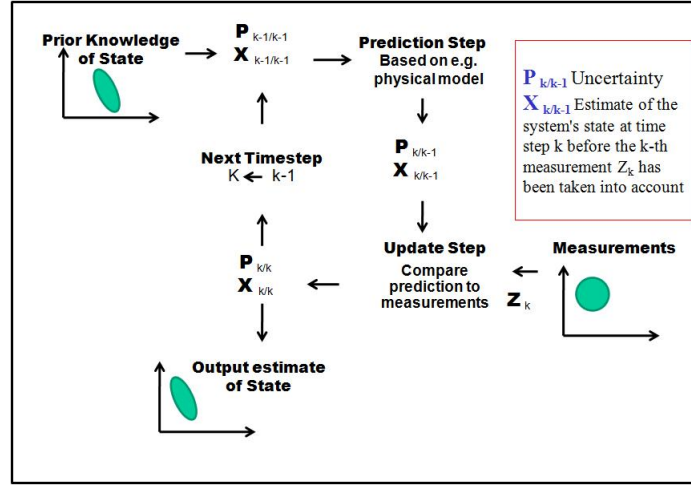 Prior Knowledge
of State
P k-1/k-1
X k-1/k-1
Prediction Step
Based on e.g.
physical model
P k/k-1 Uncertainty
X k/k-1 Estimate of the
system's state at time
step k before the k-th
measurement Zk has
been taken into account
P k/k-1
X k/k-1
Next Timestep
K ← k-1
P k/k
X k/k
Update Step
Compare
prediction to
measurements
Measurements
Z k
Output estimate
of State